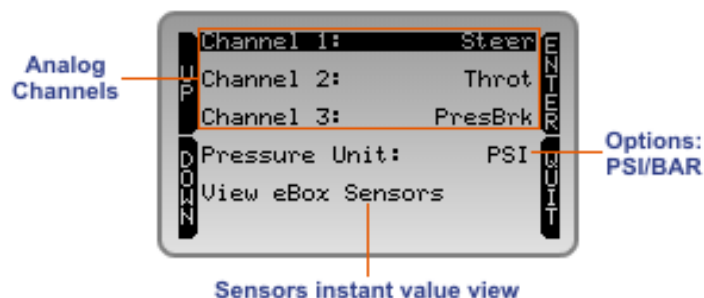 Analog
Channels
UP
DOWN
Channel 1: Steer
Channel 2: Throt
Channel 3: PresBrk
Pressure Unit: PSI
View eBox Sensors
ENTER
QUIT
Options:
PSI/BAR
Sensors instant value view